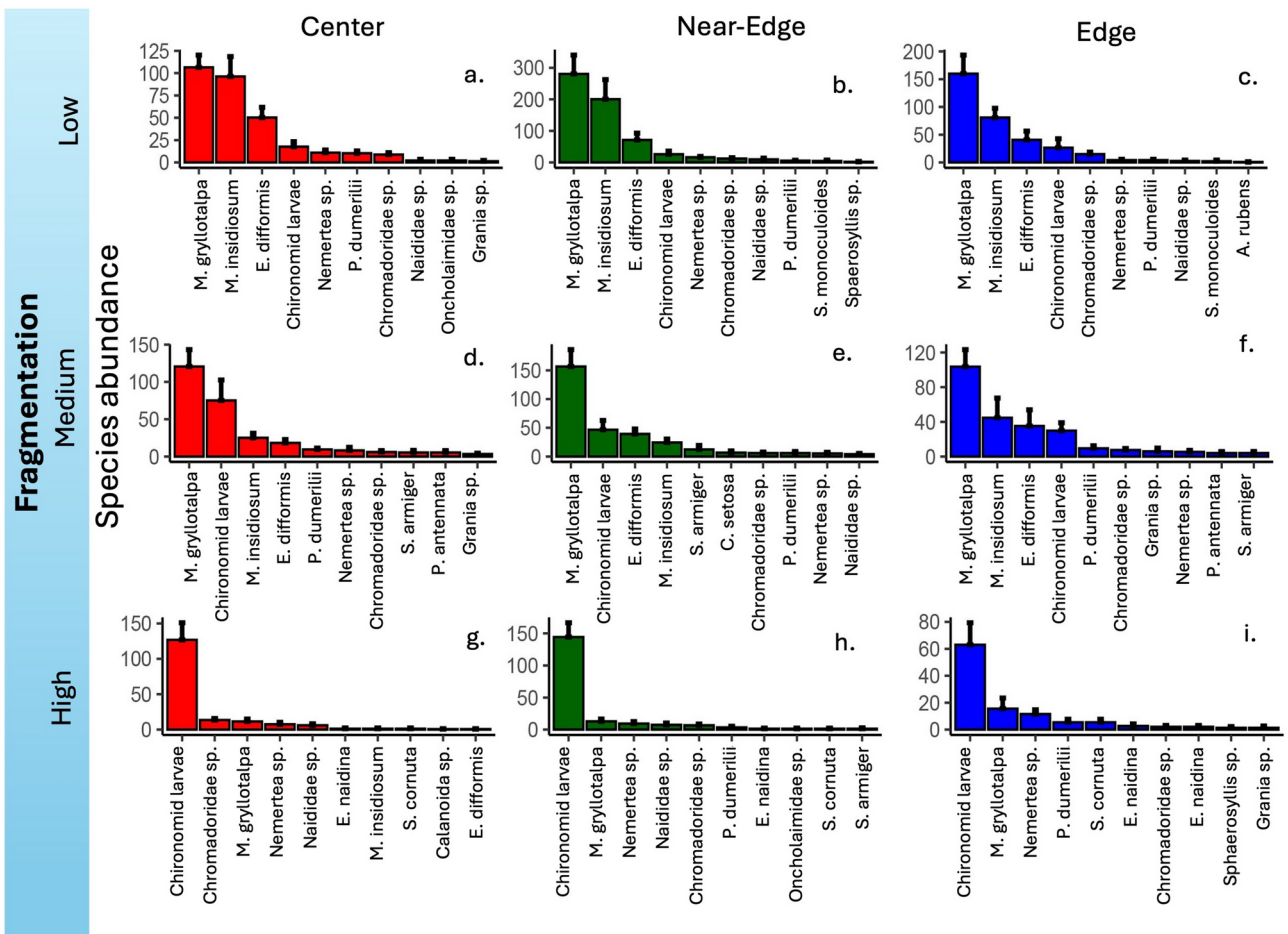 Center
Near-Edge
Edge
Fragmentation
Species abundance
Low
Medium
High
a.
125
100
75
50
25
0
M. gryllotalpa
M. insidiosum
E. difformis
Chironomid larvae
Nemertea sp.
P. dumerilii
Chromadoridae sp.
Naididae sp.
Oncholaimidae sp.
Grania sp.
b.
300
200
100
0
M. gryllotalpa
M. insidiosum
E. difformis
Chironomid larvae
Nemertea sp.
Chromadoridae sp.
Naididae sp.
P. dumerilii
S. monoculoides
Spaerosyllis sp.
c.
200
150
100
50
0
M. gryllotalpa
M. insidiosum
E. difformis
Chironomid larvae
Chromadoridae sp.
Nemertea sp.
P. dumerilii
Naididae sp.
S. monoculoides
A. rubens
d.
150
100
50
0
M. gryllotalpa
Chironomid larvae
M. insidiosum
E. difformis
P. dumerilii
Nemertea sp.
Chromadoridae sp.
S. armiger
P. antennata
Grania sp.
e.
150
100
50
0
M. gryllotalpa
Chironomid larvae
E. difformis
M. insidiosum
S. armiger
C. setosa
Chromadoridae sp.
P. dumerilii
Nemertea sp.
Naididae sp.
f.
120
80
40
0
M. gryllotalpa
M. insidiosum
E. difformis
Chironomid larvae
P. dumerilii
Chromadoridae sp.
Grania sp.
Nemertea sp.
P. antennata
S. armiger
g.
150
100
50
0
Chironomid larvae
Chromadoridae sp.
M. gryllotalpa
Nemertea sp.
Naididae sp.
E. naidina
M. insidiosum
S. cornuta
Calanoida sp.
E. difformis
h.
150
100
50
0
Chironomid larvae
M. gryllotalpa
Nemertea sp.
Naididae sp.
Chromadoridae sp.
P. dumerilii
E. naidina
Oncholaimidae sp.
S. cornuta
S. armiger
i.
80
60
40
20
0
Chironomid larvae
M. gryllotalpa
Nemertea sp.
P. dumerilii
S. cornuta
E. naidina
Chromadoridae sp.
E. naidina
Sphaerosyllis sp.
Grania sp.